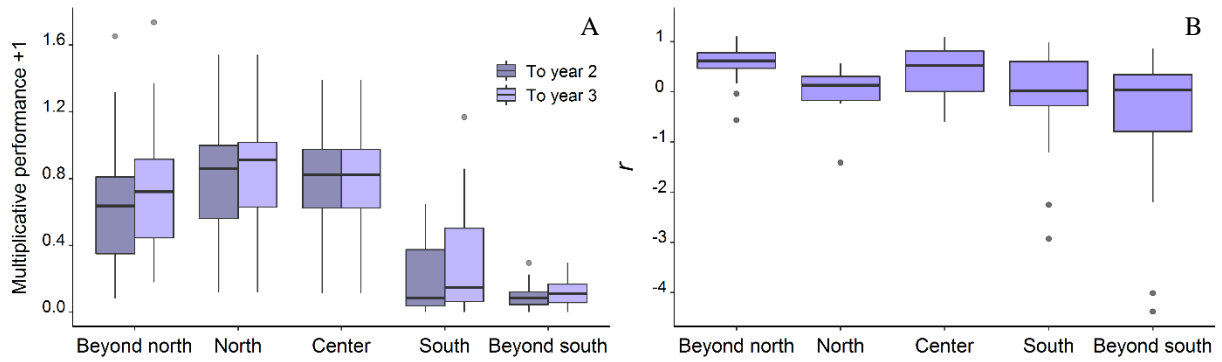 A
Multiplicative performance +1
1.6
1.2
0.8
0.4
0.0
To year 2
To year 3
Beyond north North Center South Beyond south
B
r
1
0
-1
-2
-3
-4
Beyond north North Center South Beyond south